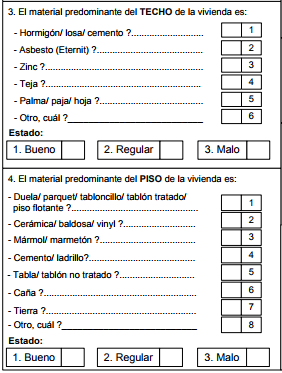 3. El material predominante del TECHO de la vivienda es:
- Hormigón/ losa/ cemento ?........................... 1
- Asbesto (Eternit) ?...................................... 2
- Zinc ?....................................................... 3
- Teja ?....................................................... 4
- Palma/ paja/ hoja ?..................................... 5
- Otro, cuál ?______________________________ 6
Estado:
1. Bueno 2. Regular 3. Malo
4. El material predominante del PISO de la vivienda es:
- Duela/ parquet/ tabloncillo/ tablón tratado/
piso flotante ?............................................... 1
- Cerámica/ baldosa/ vinyl ?............................. 2
- Mármol/ marmetón ?................................... 3
- Cemento/ ladrillo?........................................ 4
- Tabla/ tablón no tratado ?............................. 5
- Caña ?........................................................ 6
- Tierra ?....................................................... 7
- Otro, cuál ?______________________________ 8
Estado:
1. Bueno 2. Regular 3. Malo